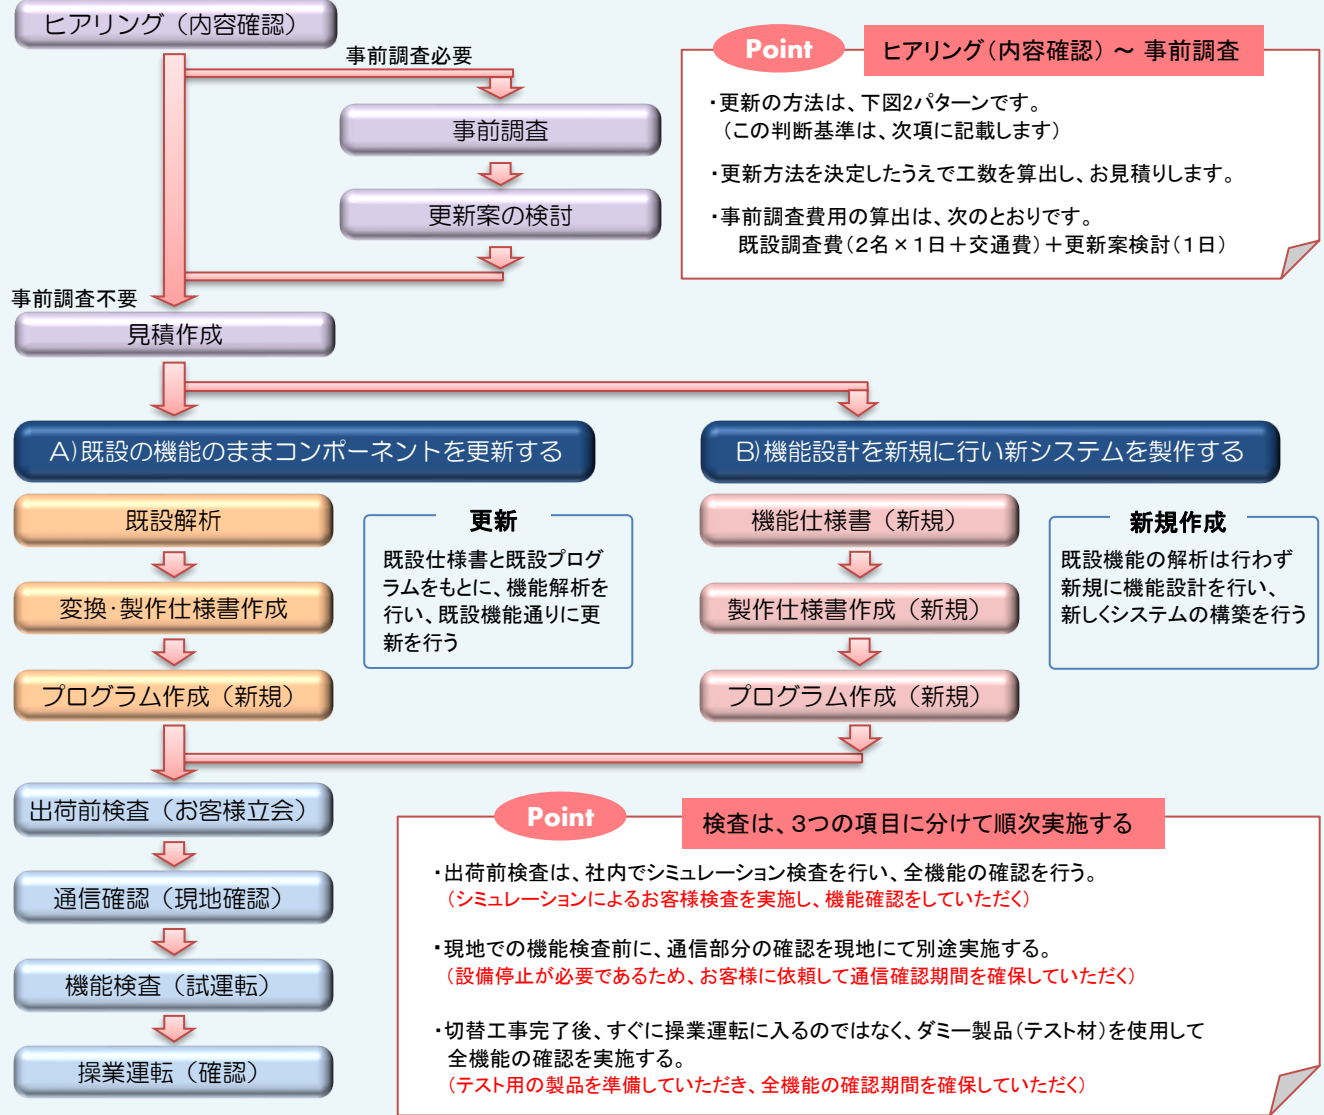 ヒアリング（内容確認）
事前調査必要
事前調査
更新案の検討
事前調査不要
見積作成
Point
ヒアリング（内容確認） ～ 事前調査
・更新の方法は、下図2パターンです。
（この判断基準は、次項に記載します）
・更新方法を決定したうえで工数を算出し、お見積りします。
・事前調査費用の算出は、次のとおりです。
既設調査費（２名×１日＋交通費）＋更新案検討（１日）
A)既設の機能のままコンポーネントを更新する
既設解析
変換・製作仕様書作成
プログラム作成（新規）
更新
既設仕様書と既設プログ
ラムをもとに、機能解析を
行い、既設機能通りに更
新を行う
B)機能設計を新規に行い新システムを製作する
機能仕様書（新規）
製作仕様書作成（新規）
プログラム作成（新規）
新規作成
既設機能の解析は行わず
新規に機能設計を行い、
新しくシステムの構築を行う
出荷前検査（お客様立会）
通信確認（現地確認）
機能検査（試運転）
操業運転（確認）
Point
検査は、３つの項目に分けて順次実施する
・出荷前検査は、社内でシミュレーション検査を行い、全機能の確認を行う。
（シミュレーションによるお客様検査を実施し、機能確認をしていただく）
・現地での機能検査前に、通信部分の確認を現地にて別途実施する。
（設備停止が必要であるため、お客様に依頼して通信確認期間を確保していただく）
・切替工事完了後、すぐに操業運転に入るのではなく、ダミー製品（テスト材）を使用して
全機能の確認を実施する。
（テスト用の製品を準備していただき、全機能の確認期間を確保していただく）